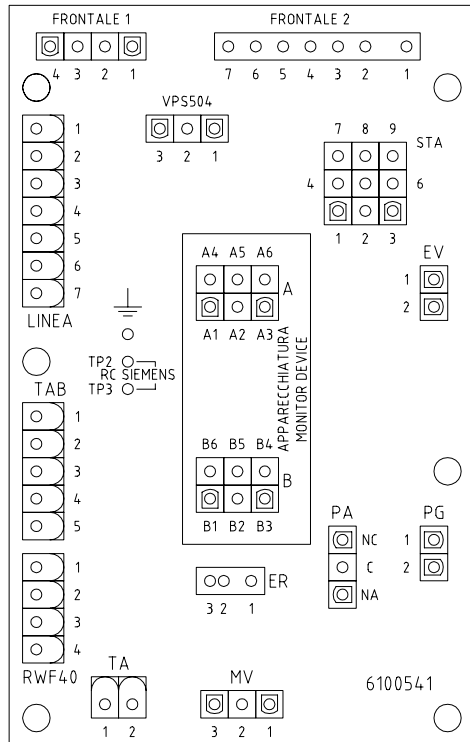 FRONTALE 1 FRONTALE 2
4 3 2 1 7 6 5 4 3 2 1
VPS504
3 2 1
1
2
3
4
5
6
7
LINEA
7 8 9
STA
4 6
1 2 3
EV
1
2
A4 A5 A6
A
A1 A2 A3
APPARECCHIATURA
MONITOR DEVICE
B6 B5 B4
B
B1 B2 B3
TP2
RC SIEMENS
TP3
TAB
1
2
3
4
5
1
2
3
4
RWF40
PA
NC
C
NA
PG
1
2
ER
3 2 1
TA
1 2
MV
3 2 1
6100541